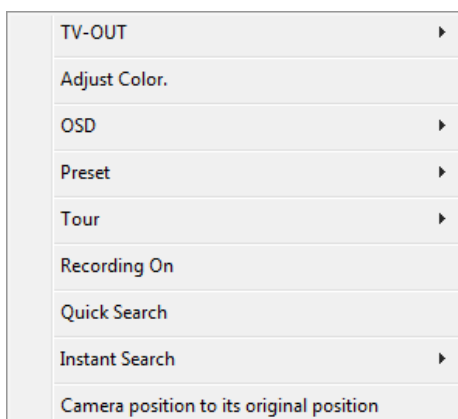 TV-OUT
Adjust Color.
OSD
Preset
Tour
Recording On
Quick Search
Instant Search
Camera position to its original position